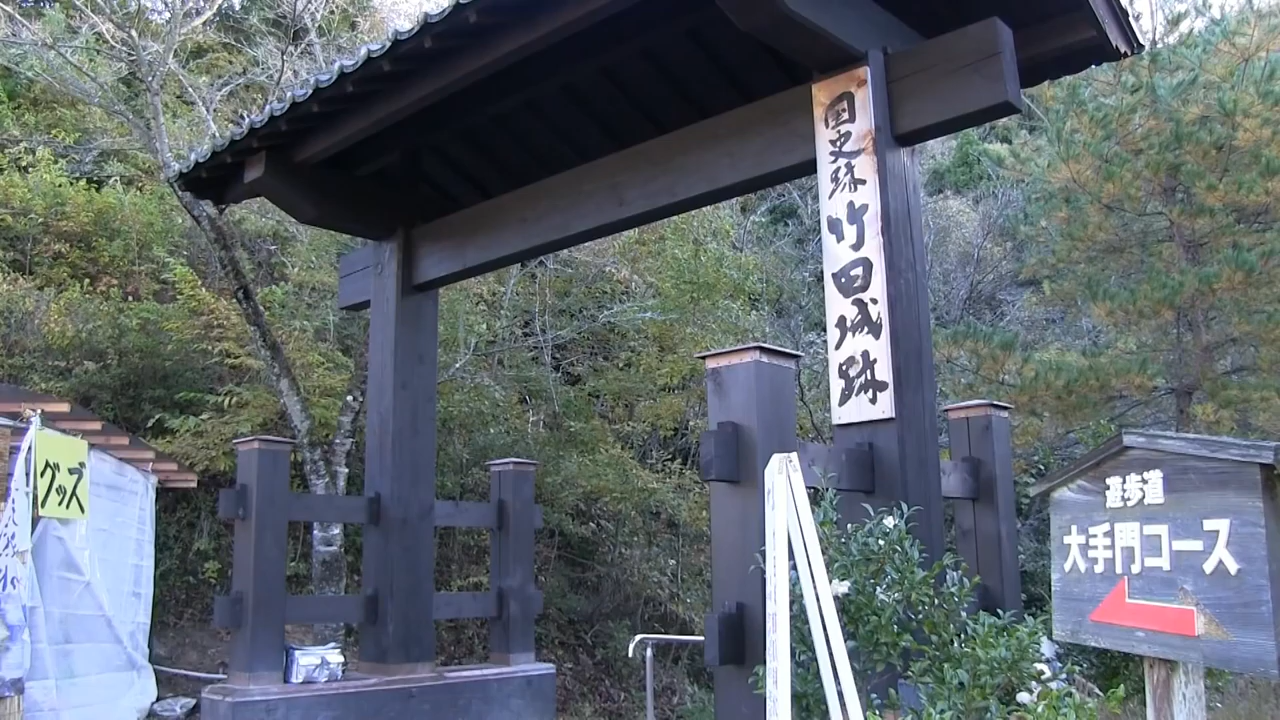 国史跡竹田城跡
グッズ
遊歩道
大手門コース